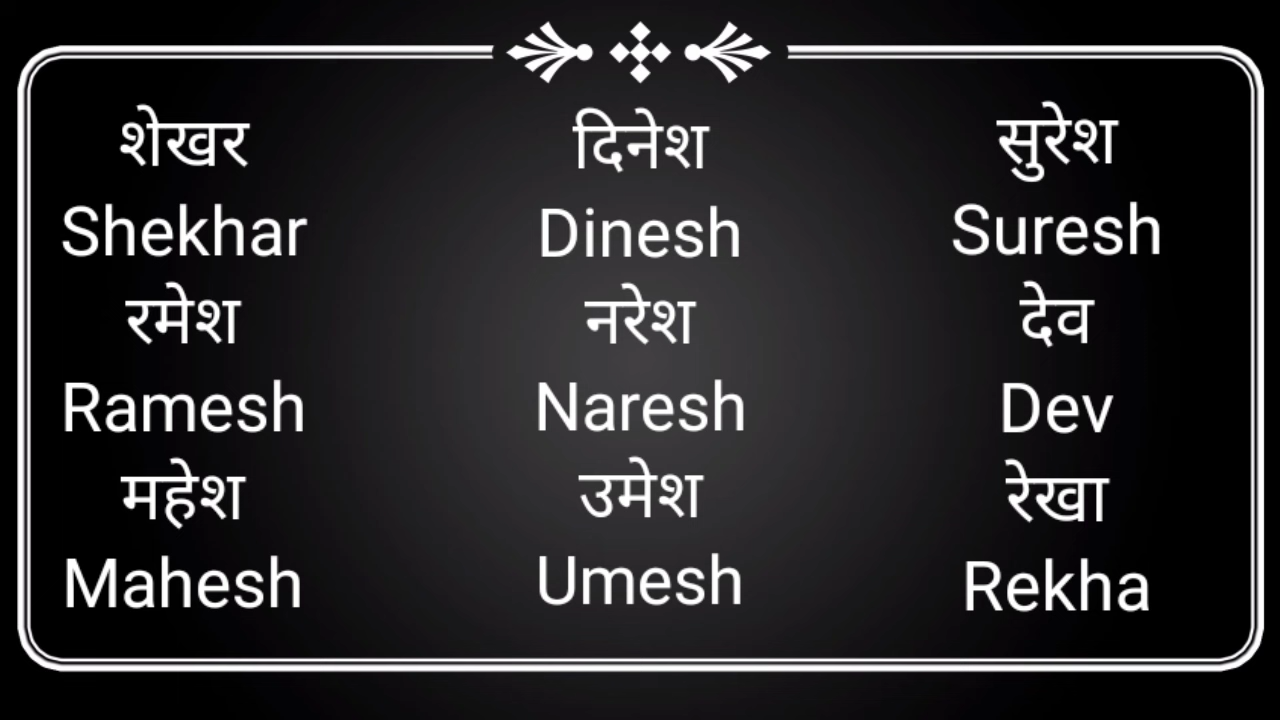 शेखर दिनेश सुरेश
Shekhar Dinesh Suresh
रमेश नरेश देव
Ramesh Naresh Dev
महेश उमेश रेखा
Mahesh Umesh Rekha